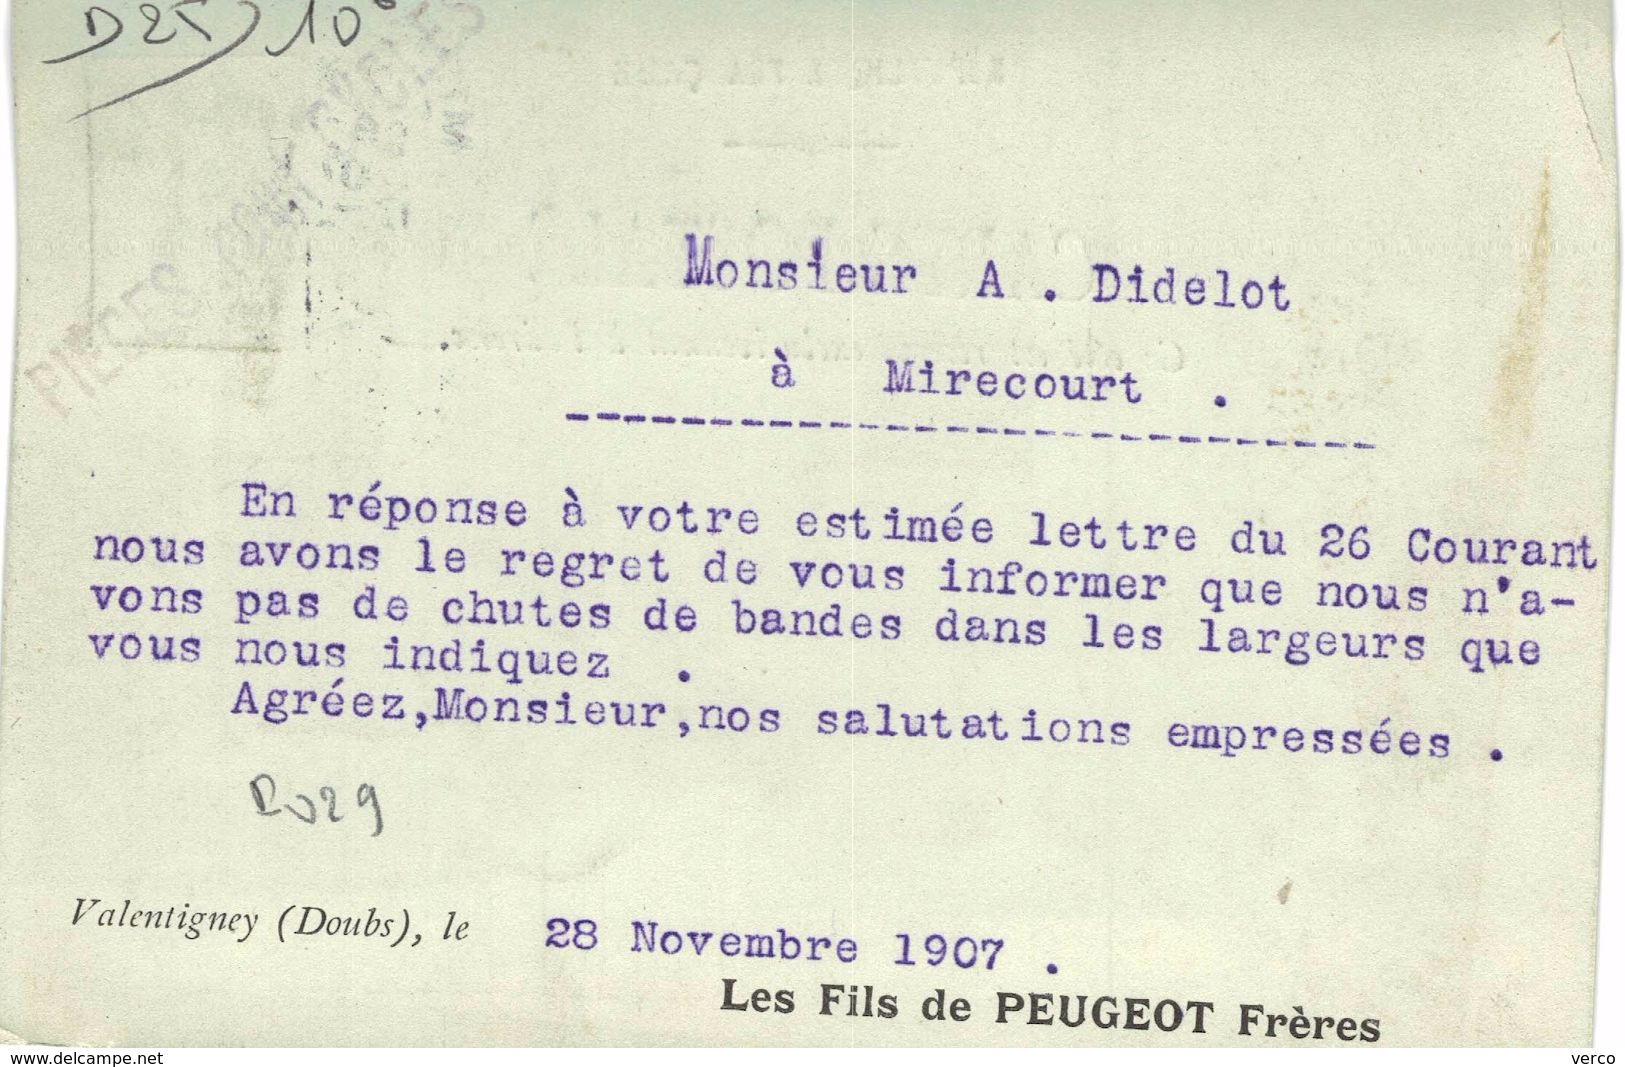 D25) 10
Monsieur A . Didelot
à Mirecourt .
En réponse à votre estimée lettre du 26 Courant
nous avons le regret de vous informer que nous n'a-
vons pas de chutes de bandes dans les largeurs que
vous nous indiquez .
Agréez,Monsieur,nos salutations empressées .
Valentigney (Doubs), le 28 Novembre 1907 .
Les Fils de PEUGEOT Frères
www.delcampe.net
verco